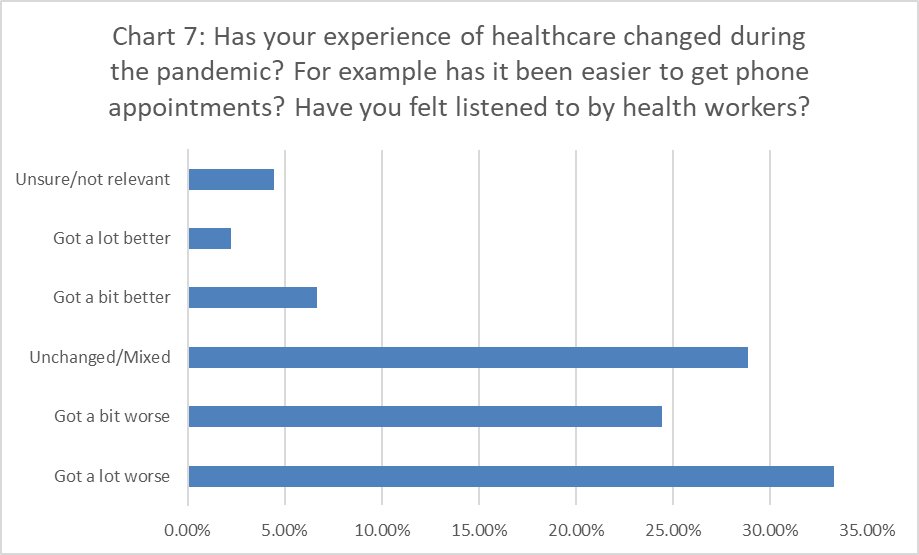 Chart 7: Has your experience of healthcare changed during
the pandemic? For example has it been easier to get phone
appointments? Have you felt listened to by health workers?
Unsure/not relevant
Got a lot better
Got a bit better
Unchanged/Mixed
Got a bit worse
Got a lot worse
0.00% 5.00% 10.00% 15.00% 20.00% 25.00% 30.00% 35.00%